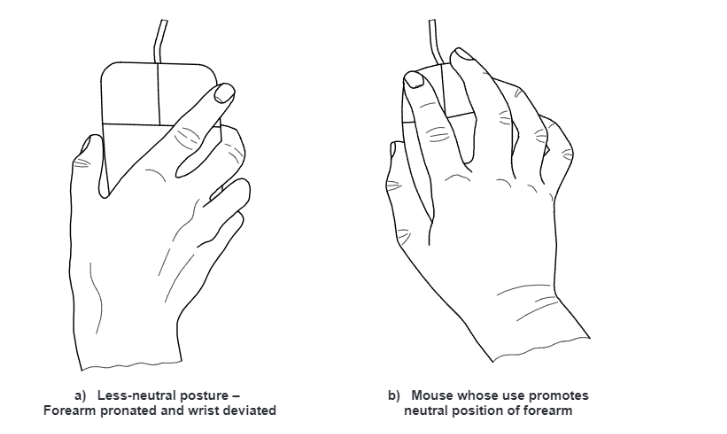 a) Less-neutral posture –
Forearm pronated and wrist deviated
b) Mouse whose use promotes
neutral position of forearm